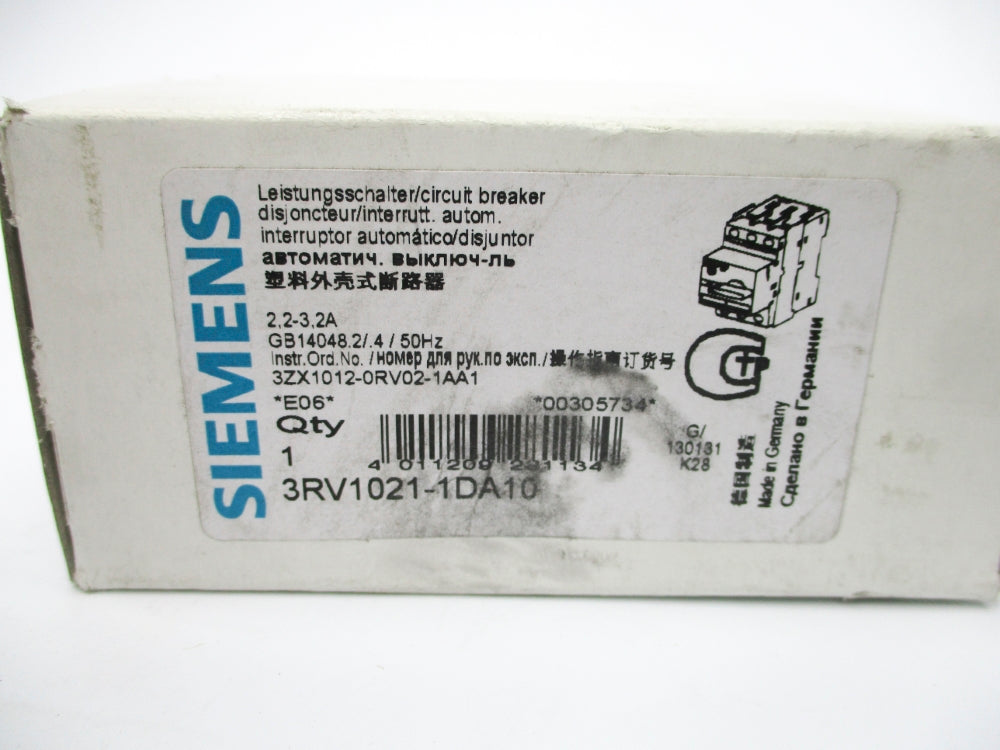 SIEMENS
Leistungsschalter/circuit breaker
disjoncteur/interrutt. autom.
interruptor automático/disjuntor
автоматич. выключ-ль
塑料外壳式断路器
2,2-3,2A
GB14048.2/.4 / 50Hz
Instr.Ord.No. /номер для рук.по эксп./操作指南订货号
3ZX1012-0RV02-1AA1
*E06* *00305734*
Qty
1
4 011209 231134
3RV1021-1DA10
G/
130131
K28
德国制造
Made in Germany
Сделано в Германии